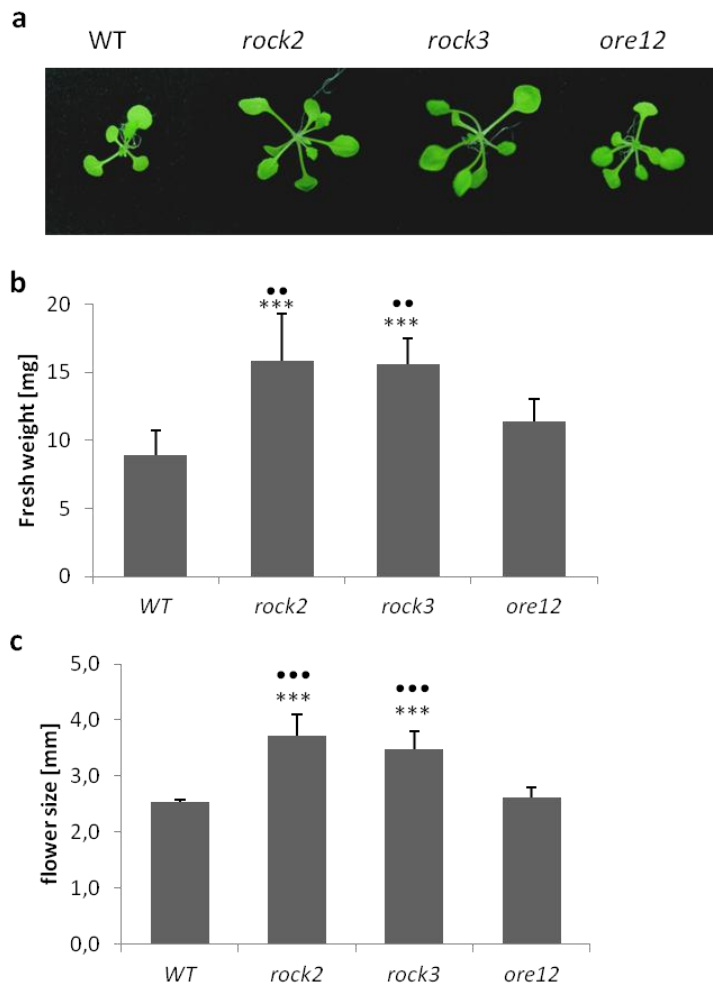 a
WT rock2 rock3 ore12
b
Fresh weight [mg]
20
15
10
5
0
•• ***
•• ***
WT rock2 rock3 ore12
c
flower size [mm]
5,0
4,0
3,0
2,0
1,0
0,0
••• ***
••• ***
WT rock2 rock3 ore12